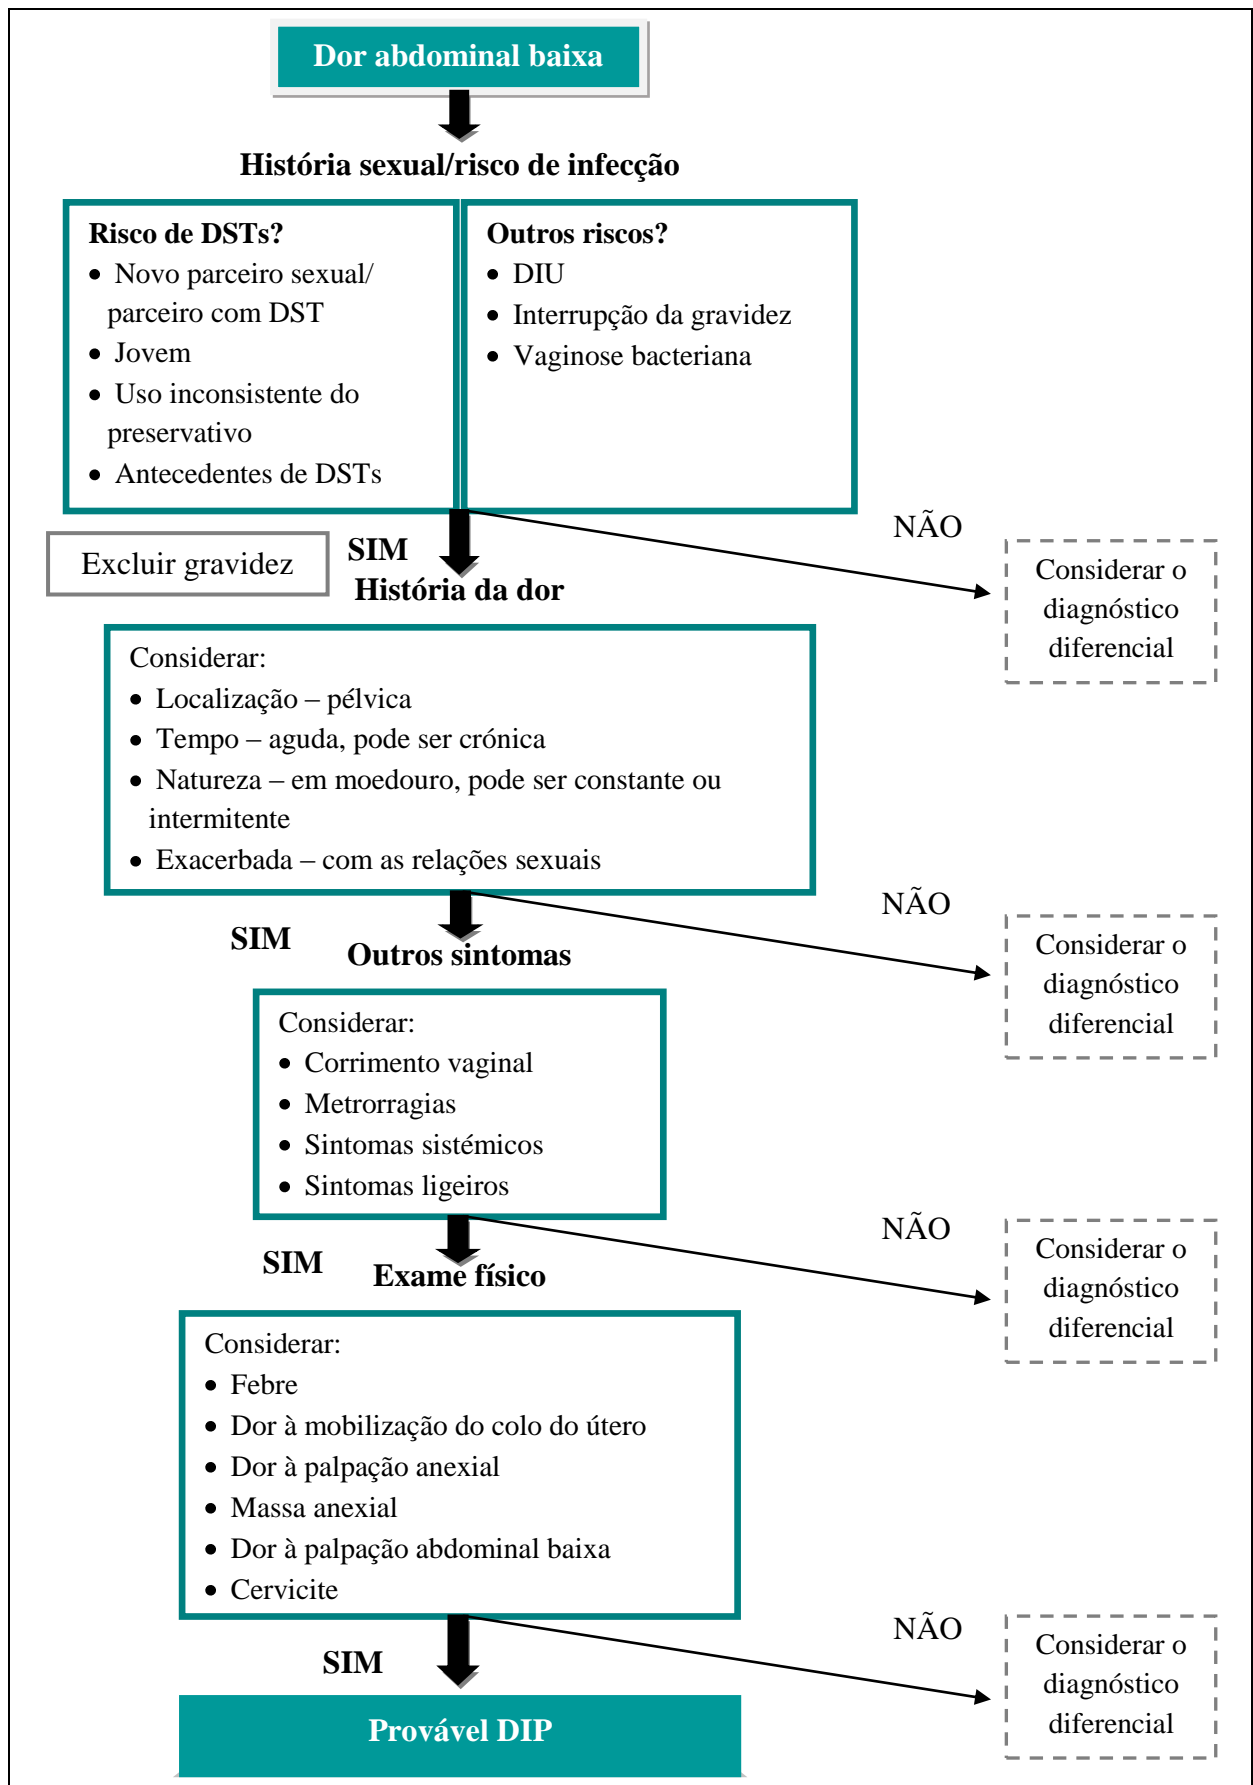 Dor abdominal baixa
História sexual/risco de infecção
Risco de DSTs?
• Novo parceiro sexual/
parceiro com DST
• Jovem
• Uso inconsistente do
preservativo
• Antecedentes de DSTs
Outros riscos?
• DIU
• Interrupção da gravidez
• Vaginose bacteriana
NÃO
Excluir gravidez
SIM
História da dor
Considerar o
diagnóstico
diferencial
Considerar:
• Localização – pélvica
• Tempo – aguda, pode ser crónica
• Natureza – em moedouro, pode ser constante ou
intermitente
• Exacerbada – com as relações sexuais
NÃO
SIM
Outros sintomas
Considerar o
diagnóstico
diferencial
Considerar:
• Corrimento vaginal
• Metrorragias
• Sintomas sistémicos
• Sintomas ligeiros
NÃO
SIM
Exame físico
Considerar o
diagnóstico
diferencial
Considerar:
• Febre
• Dor à mobilização do colo do útero
• Dor à palpação anexial
• Massa anexial
• Dor à palpação abdominal baixa
• Cervicite
NÃO
SIM
Considerar o
diagnóstico
diferencial
Provável DIP